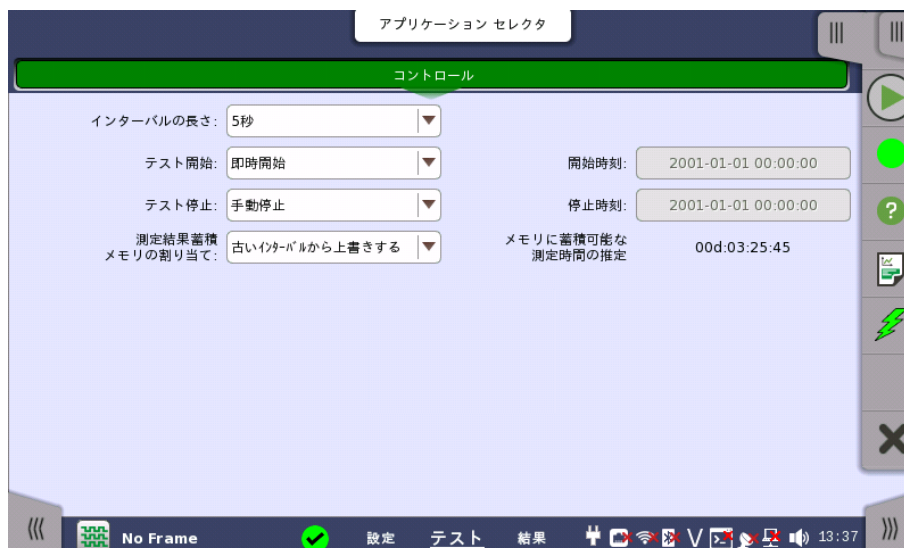 アプリケーション セレクタ
コントロール
インターバルの長さ: 5秒
テスト開始: 即時開始 開始時刻: 2001-01-01 00:00:00
テスト停止: 手動停止 停止時刻: 2001-01-01 00:00:00
測定結果蓄積
メモリの割り当て: 古いｲﾝﾀｰﾊﾞﾙから上書きする
メモリに蓄積可能な
測定時間の推定 00d:03:25:45
No Frame 設定 テスト 結果 13:37